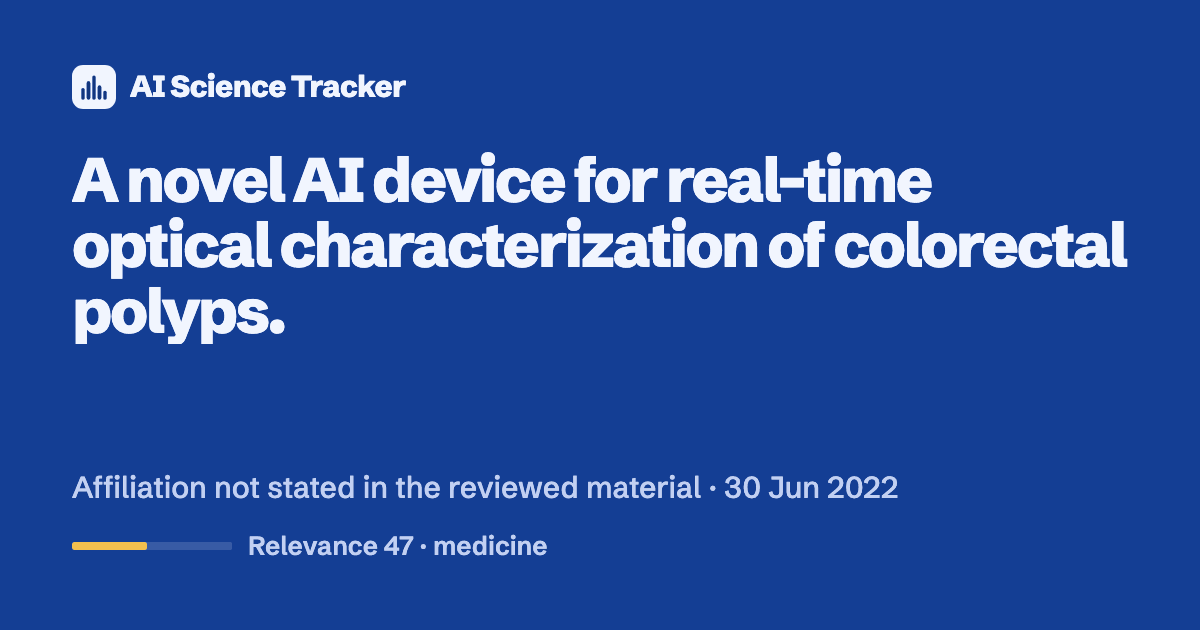 AI Science Tracker
A novel AI device for real-time
optical characterization of colorectal
polyps.
Affiliation not stated in the reviewed material · 30 Jun 2022
Relevance 47 · medicine